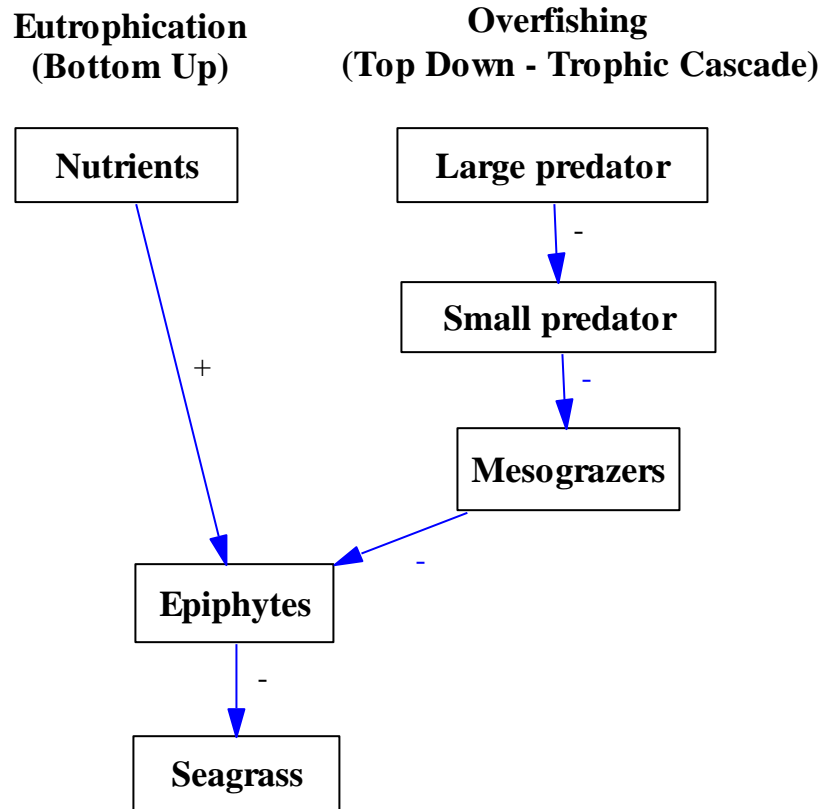 Eutrophication
(Bottom Up)
Overfishing
(Top Down - Trophic Cascade)
Nutrients
Large predator
-
Small predator
+
-
Mesograzers
-
Epiphytes
-
Seagrass